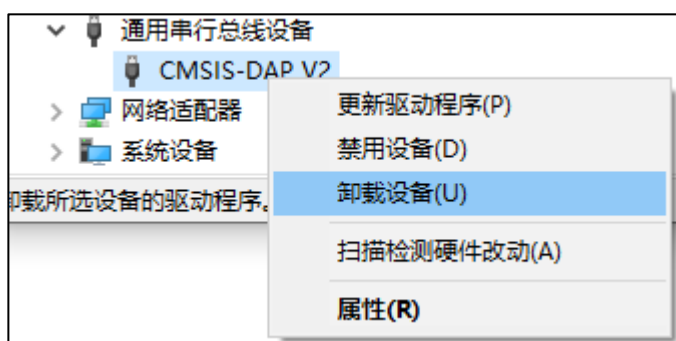 通用串行总线设备
CMSIS-DAP V2
网络适配器
系统设备
卸载所选设备的驱动程序。
更新驱动程序(P)
禁用设备(D)
卸载设备(U)
扫描检测硬件改动(A)
属性(R)